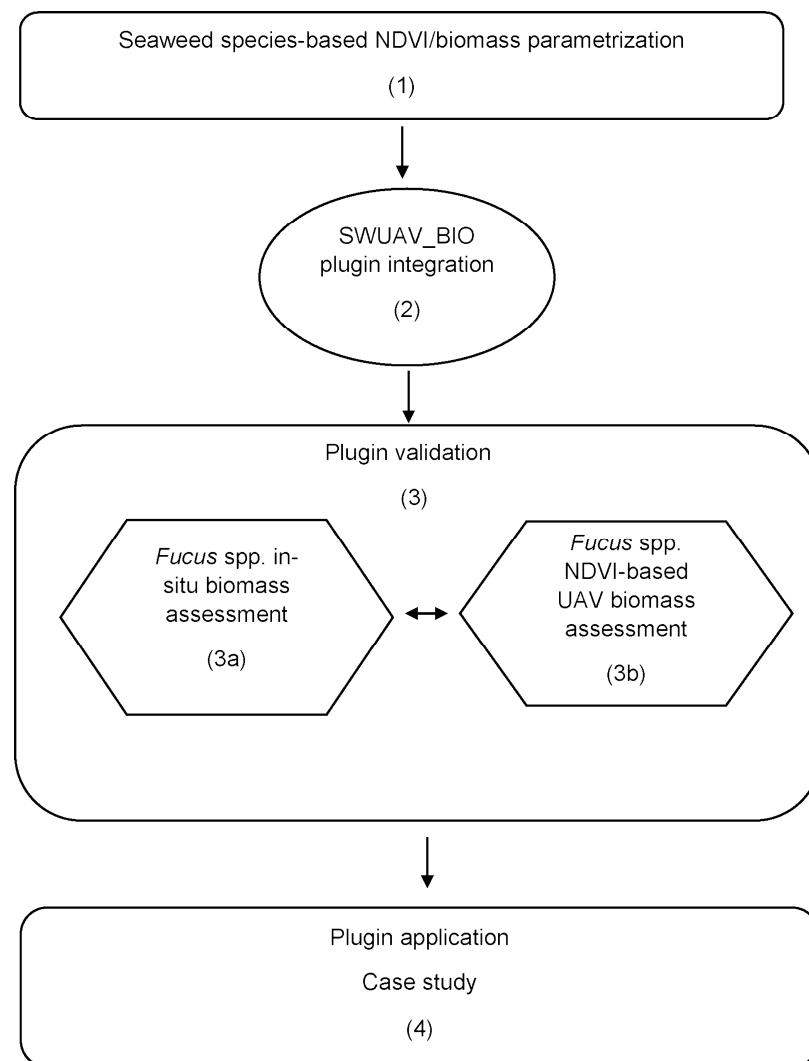 Seaweed species-based NDVI/biomass parametrization
(1)
SWUAV_BIO
plugin integration
(2)
Plugin validation
(3)
Fucus spp. in-
situ biomass
assessment
(3a)
Fucus spp.
NDVI-based
UAV biomass
assessment
(3b)
Plugin application
Case study
(4)